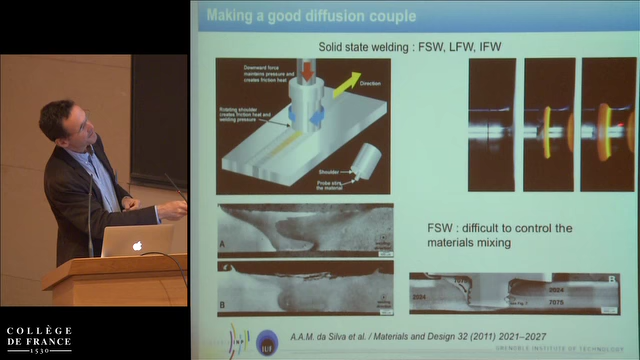 Making a good diffusion couple
Solid state welding : FSW, LFW, IFW
Downward force
maintains pressure and
creates friction heat
Direction
Rotating shoulder
creates friction heat and
welding pressure
Shoulder
Probe stirs
the material
A
B
FSW : difficult to control the
materials mixing
B
7075
2024
2024
7075
A.A.M. da Silva et al. / Materials and Design 32 (2011) 2021–2027
GRENOBLE INSTITUTE OF TECHNOLOGY
COLLÈGE
DE FRANCE
1530